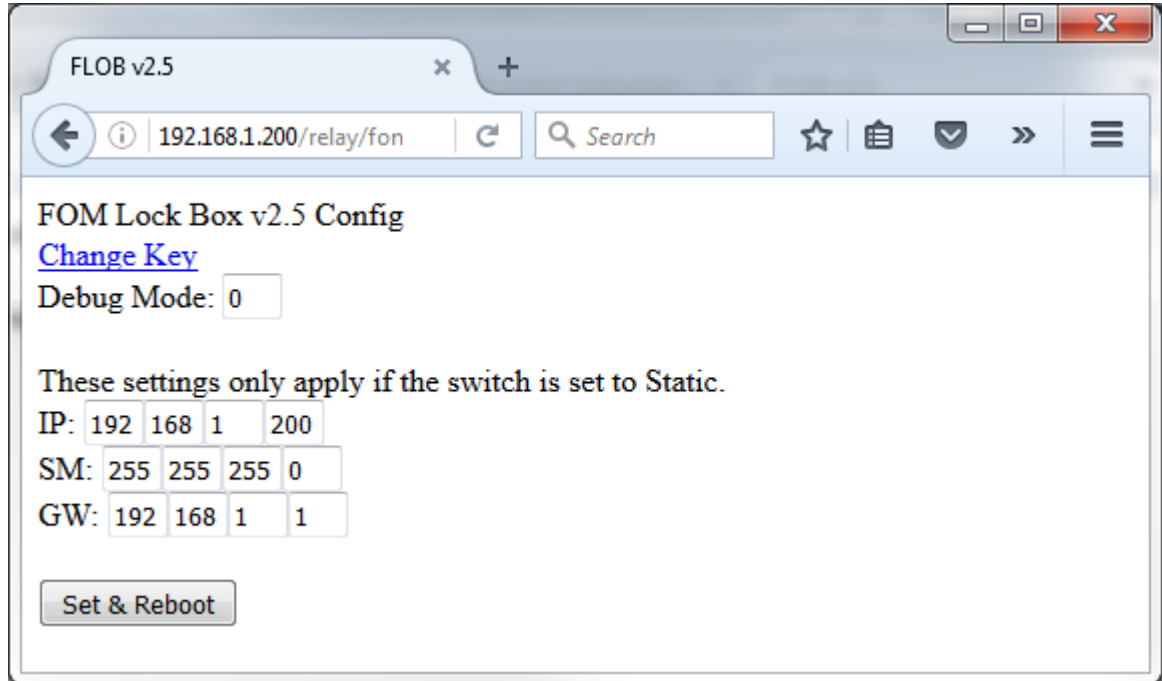 FLOB v2.5
192.168.1.200/relay/fon
Search
FOM Lock Box v2.5 Config
Change Key
Debug Mode: 0
These settings only apply if the switch is set to Static.
IP: 192 168 1 200
SM: 255 255 255 0
GW: 192 168 1 1
Set & Reboot